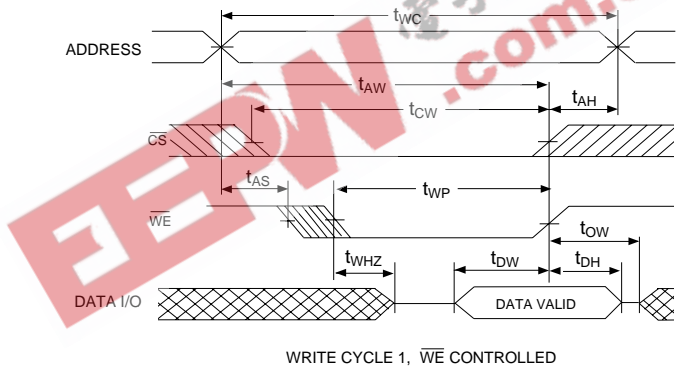 tWC
ADDRESS
tAW
tCW
tAH
CS
tAS
tWP
WE
tOW
tWHZ
tDW
tDH
DATA I/O
DATA VALID
WRITE CYCLE 1, WE CONTROLLED
EEPW
.com.c